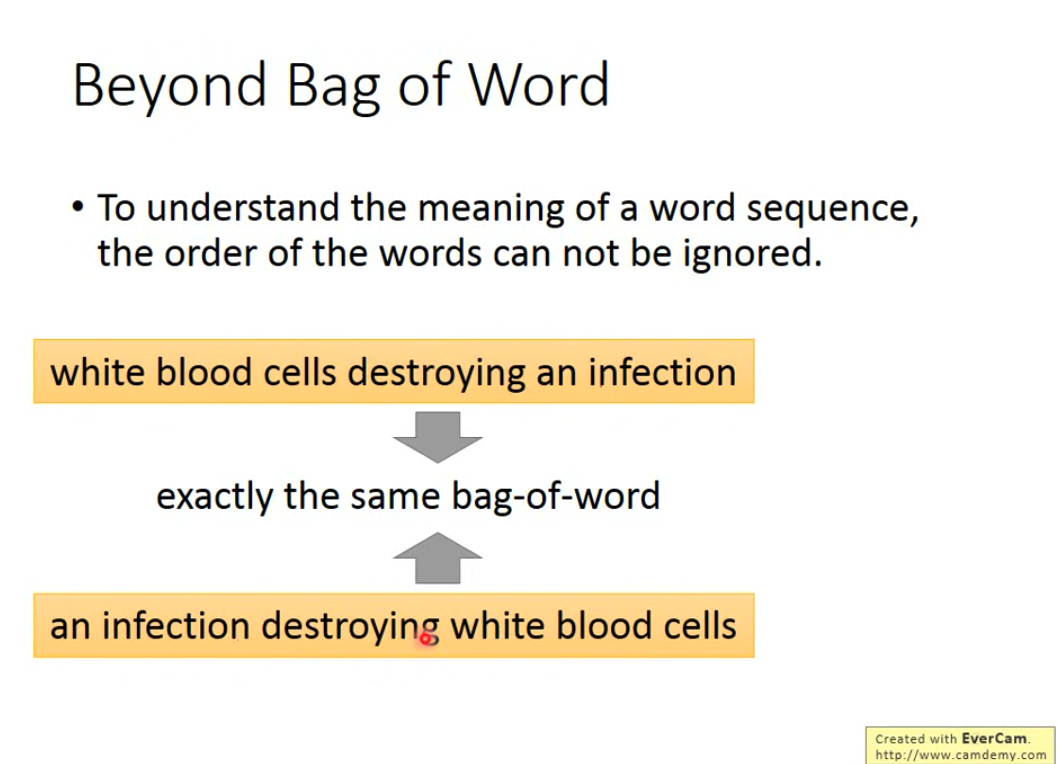 Beyond Bag of Word
• To understand the meaning of a word sequence,
the order of the words can not be ignored.
white blood cells destroying an infection
exactly the same bag-of-word
an infection destroying white blood cells
Created with EverCam.
http://www.camdemy.com